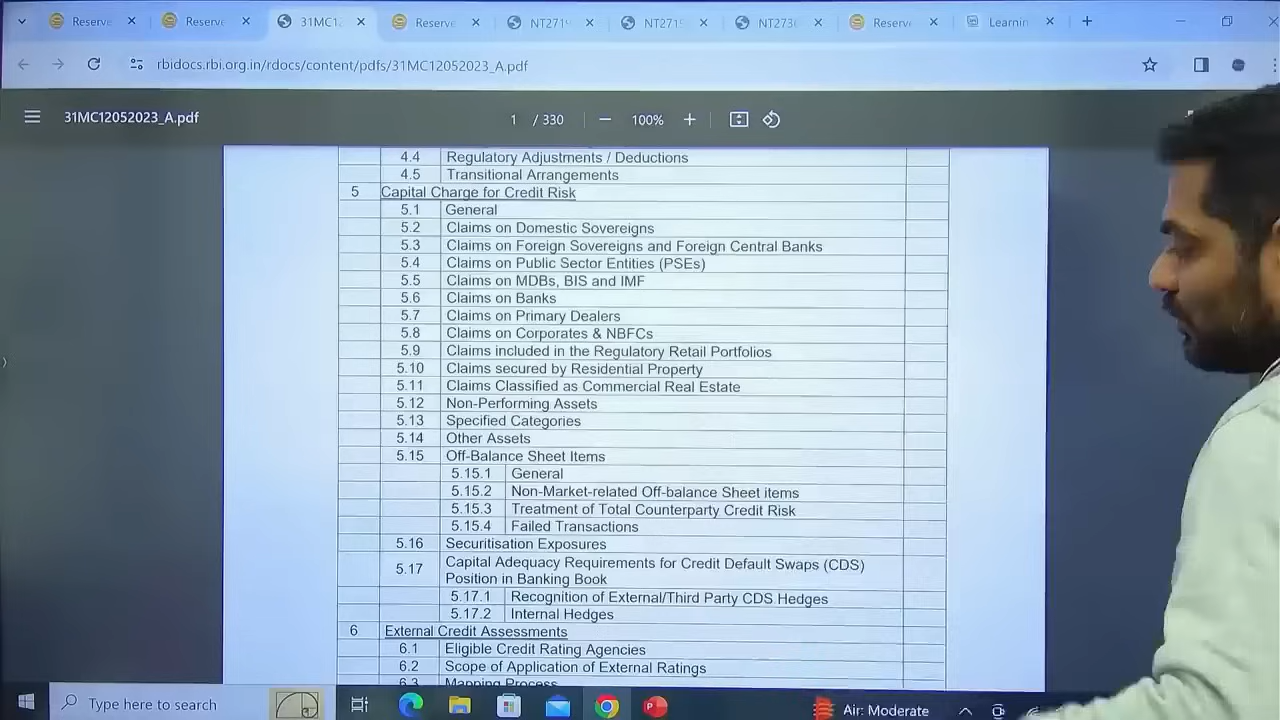 Reserve
Reserve
31MC1
Reserve
NT271
NT271
NT273
Reserv
Learnin
rbidocs.rbi.org.in/rdocs/content/pdfs/31MC12052023_A.pdf
31MC12052023_A.pdf
1 / 330
100%
4.4 Regulatory Adjustments / Deductions
4.5 Transitional Arrangements
5 Capital Charge for Credit Risk
5.1 General
5.2 Claims on Domestic Sovereigns
5.3 Claims on Foreign Sovereigns and Foreign Central Banks
5.4 Claims on Public Sector Entities (PSEs)
5.5 Claims on MDBs, BIS and IMF
5.6 Claims on Banks
5.7 Claims on Primary Dealers
5.8 Claims on Corporates & NBFCs
5.9 Claims included in the Regulatory Retail Portfolios
5.10 Claims secured by Residential Property
5.11 Claims Classified as Commercial Real Estate
5.12 Non-Performing Assets
5.13 Specified Categories
5.14 Other Assets
5.15 Off-Balance Sheet Items
5.15.1 General
5.15.2 Non-Market-related Off-balance Sheet items
5.15.3 Treatment of Total Counterparty Credit Risk
5.15.4 Failed Transactions
5.16 Securitisation Exposures
5.17 Capital Adequacy Requirements for Credit Default Swaps (CDS)
Position in Banking Book
5.17.1 Recognition of External/Third Party CDS Hedges
5.17.2 Internal Hedges
6 External Credit Assessments
6.1 Eligible Credit Rating Agencies
6.2 Scope of Application of External Ratings
6.3 Mapping Process
Type here to search
Air: Moderate